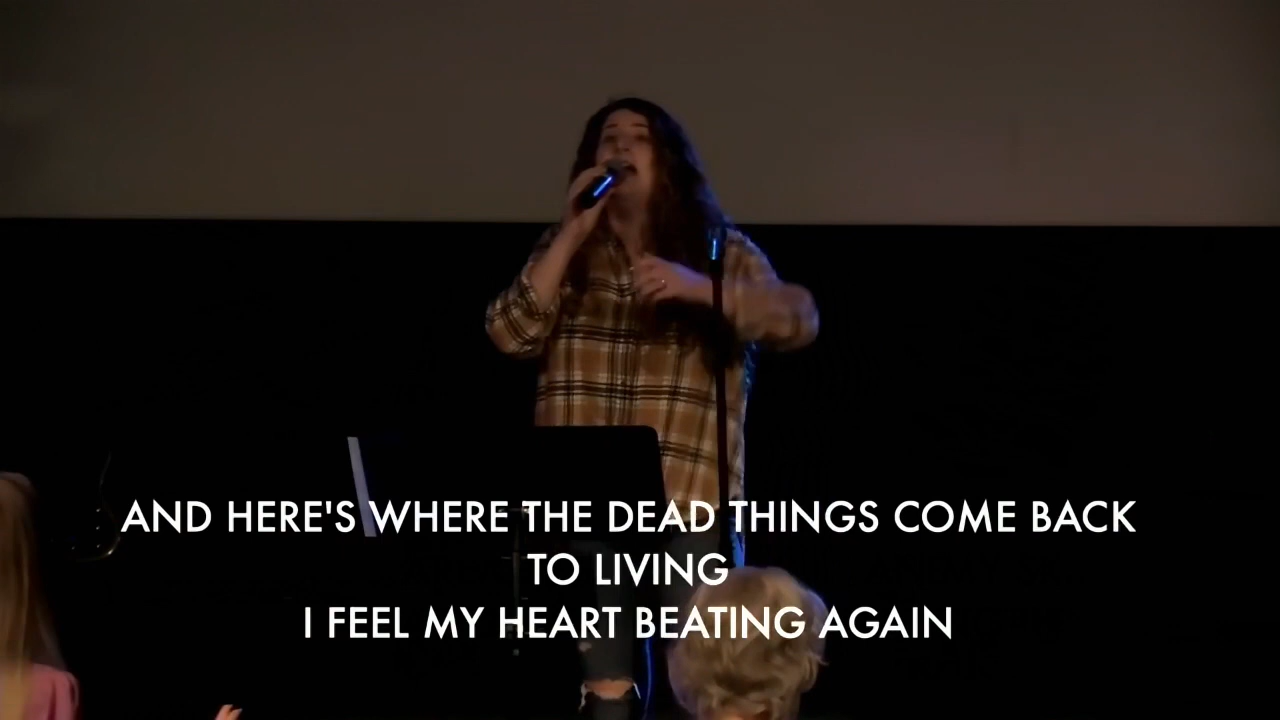 AND HERE'S WHERE THE DEAD THINGS COME BACK
TO LIVING
I FEEL MY HEART BEATING AGAIN